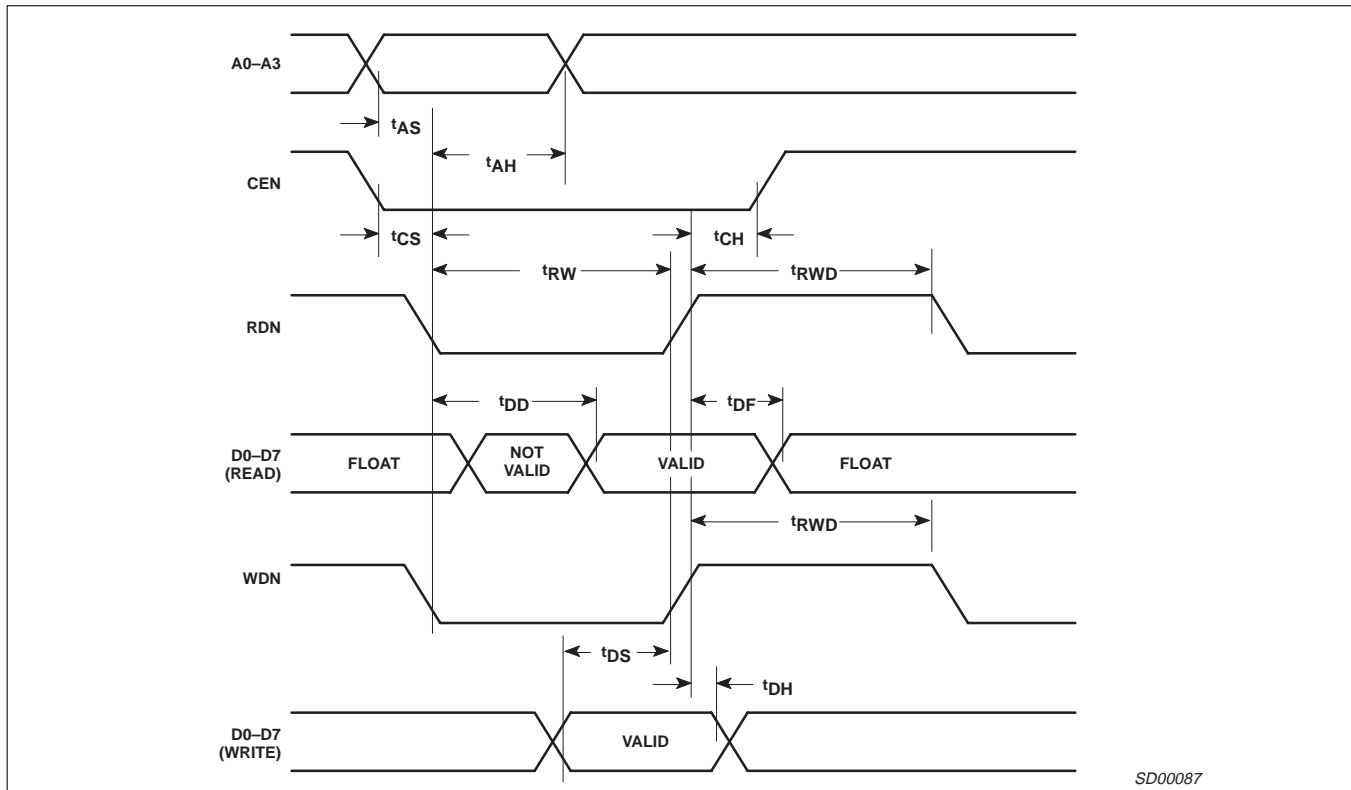 A0–A3
tAS
tAH
CEN
tCS
tCH
tRW
tRWD
RDN
tDD
tDF
D0–D7
(READ)
FLOAT
NOT
VALID
VALID
FLOAT
tRWD
WDN
tDS
tDH
D0–D7
(WRITE)
VALID
SD00087